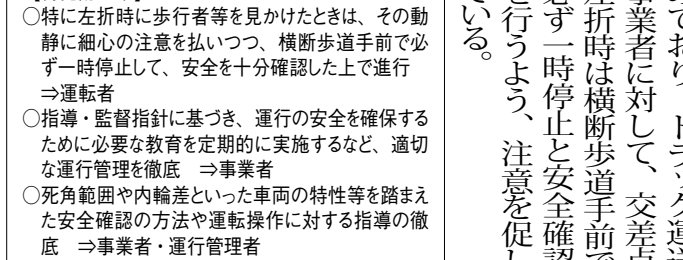 ○特に左折時に歩行者等を見かけたときは、その動
静に細心の注意を払いつつ、横断歩道手前で必
ず一時停止して、安全を十分確認した上で進行
⇒運転者
○指導・監督指針に基づき、運行の安全を確保する
ために必要な教育を定期的に実施するなど、適切
な運行管理を徹底　⇒事業者
○死角範囲や内輪差といった車両の特性等を踏まえ
た安全確認の方法や運転操作に対する指導の徹
底　⇒事業者・運行管理者
ており、トラック運送
事業者に対して、交差点
左折時は横断歩道手前で
必ず一時停止と安全確認
を行うよう、注意を促し
ている。